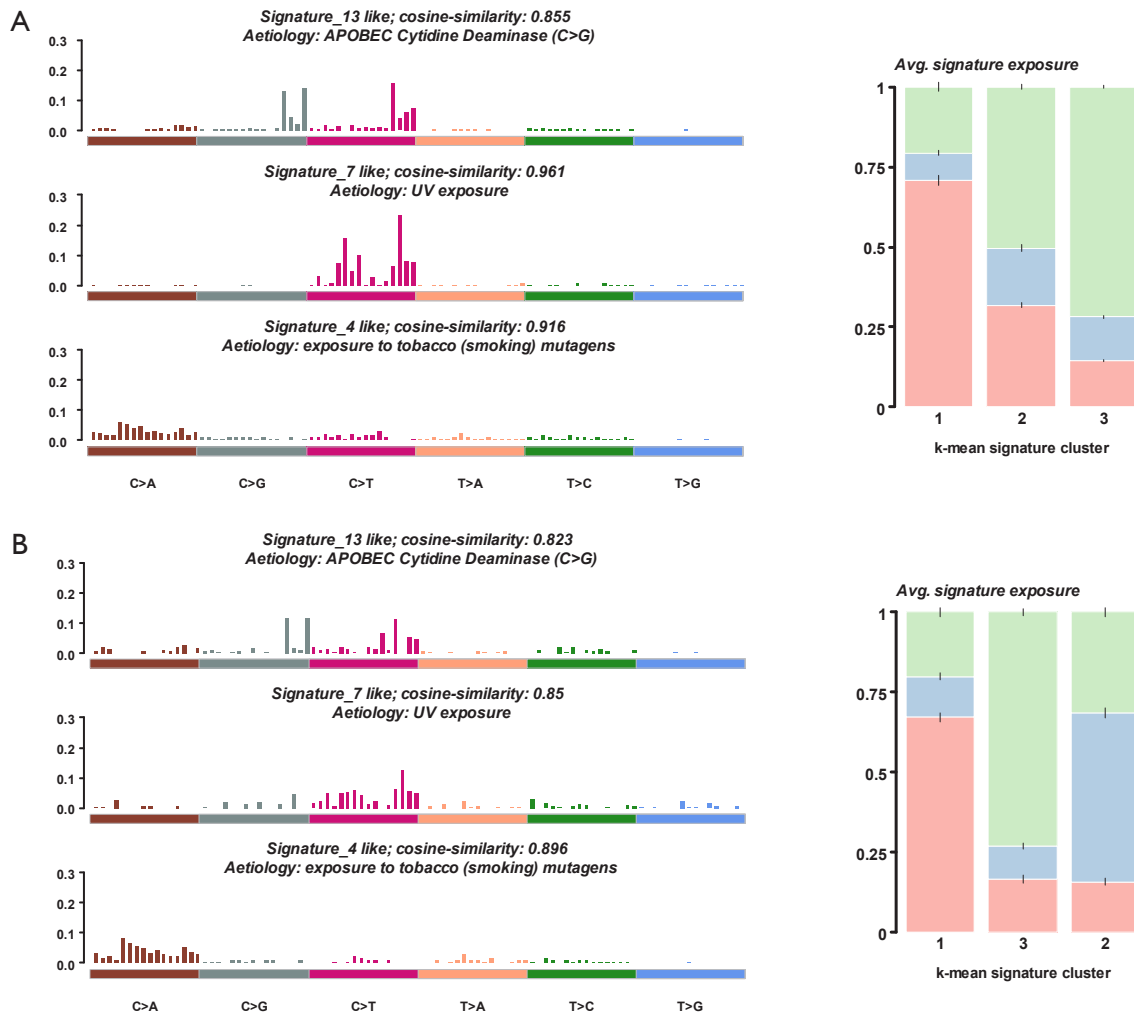 A
Signature_13 like; cosine-similarity: 0.855
Aetiology: APOBEC Cytidine Deaminase (C>G)
0.3
0.2
0.1
0.0
Signature_7 like; cosine-similarity: 0.961
Aetiology: UV exposure
0.3
0.2
0.1
0.0
Signature_4 like; cosine-similarity: 0.916
Aetiology: exposure to tobacco (smoking) mutagens
0.3
0.2
0.1
0.0
C>A C>G C>T T>A T>C T>G
Avg. signature exposure
1
0.75
0.5
0.25
0
1 2 3
k-mean signature cluster
B
Signature_13 like; cosine-similarity: 0.823
Aetiology: APOBEC Cytidine Deaminase (C>G)
0.3
0.2
0.1
0.0
Signature_7 like; cosine-similarity: 0.85
Aetiology: UV exposure
0.3
0.2
0.1
0.0
Signature_4 like; cosine-similarity: 0.896
Aetiology: exposure to tobacco (smoking) mutagens
0.3
0.2
0.1
0.0
C>A C>G C>T T>A T>C T>G
Avg. signature exposure
1
0.75
0.5
0.25
0
1 3 2
k-mean signature cluster